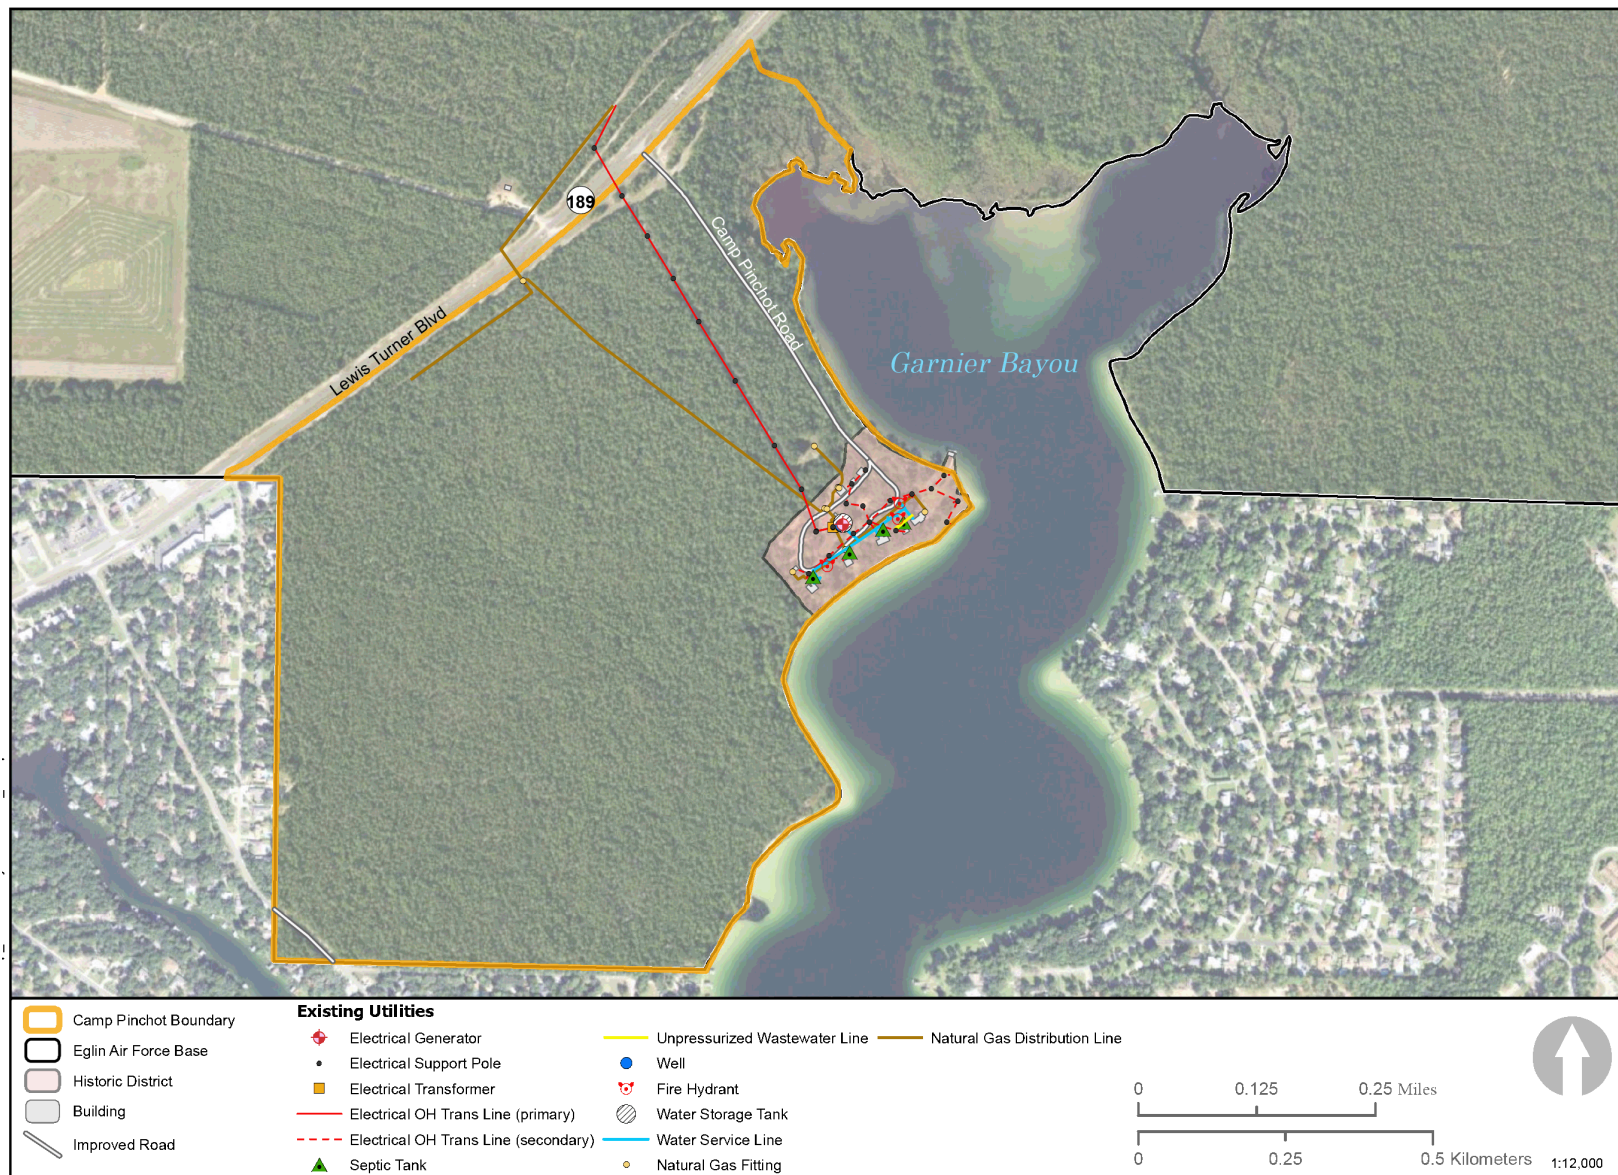 189
Camp Pinchot Road
Lewis Turner Blvd
Garnier Bayou
Camp Pinchot Boundary
Eglin Air Force Base
Historic District
Building
Improved Road
Existing Utilities
Electrical Generator
Electrical Support Pole
Electrical Transformer
Electrical OH Trans Line (primary)
Electrical OH Trans Line (secondary)
Septic Tank
Unpressurized Wastewater Line
Well
Fire Hydrant
Water Storage Tank
Water Service Line
Natural Gas Fitting
Natural Gas Distribution Line
0 0.125 0.25 Miles
0 0.25 0.5 Kilometers
1:12,000